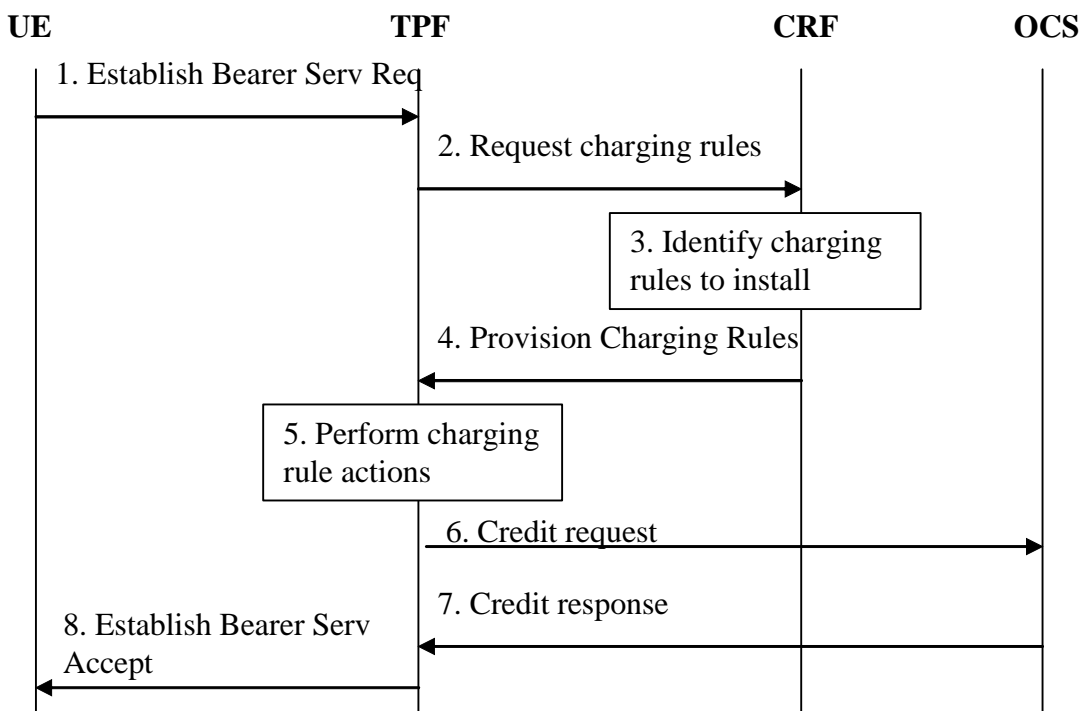 UE TPF CRF OCS
1. Establish Bearer Serv Req
2. Request charging rules
3. Identify charging
rules to install
4. Provision Charging Rules
5. Perform charging
rule actions
6. Credit request
7. Credit response
8. Establish Bearer Serv
Accept